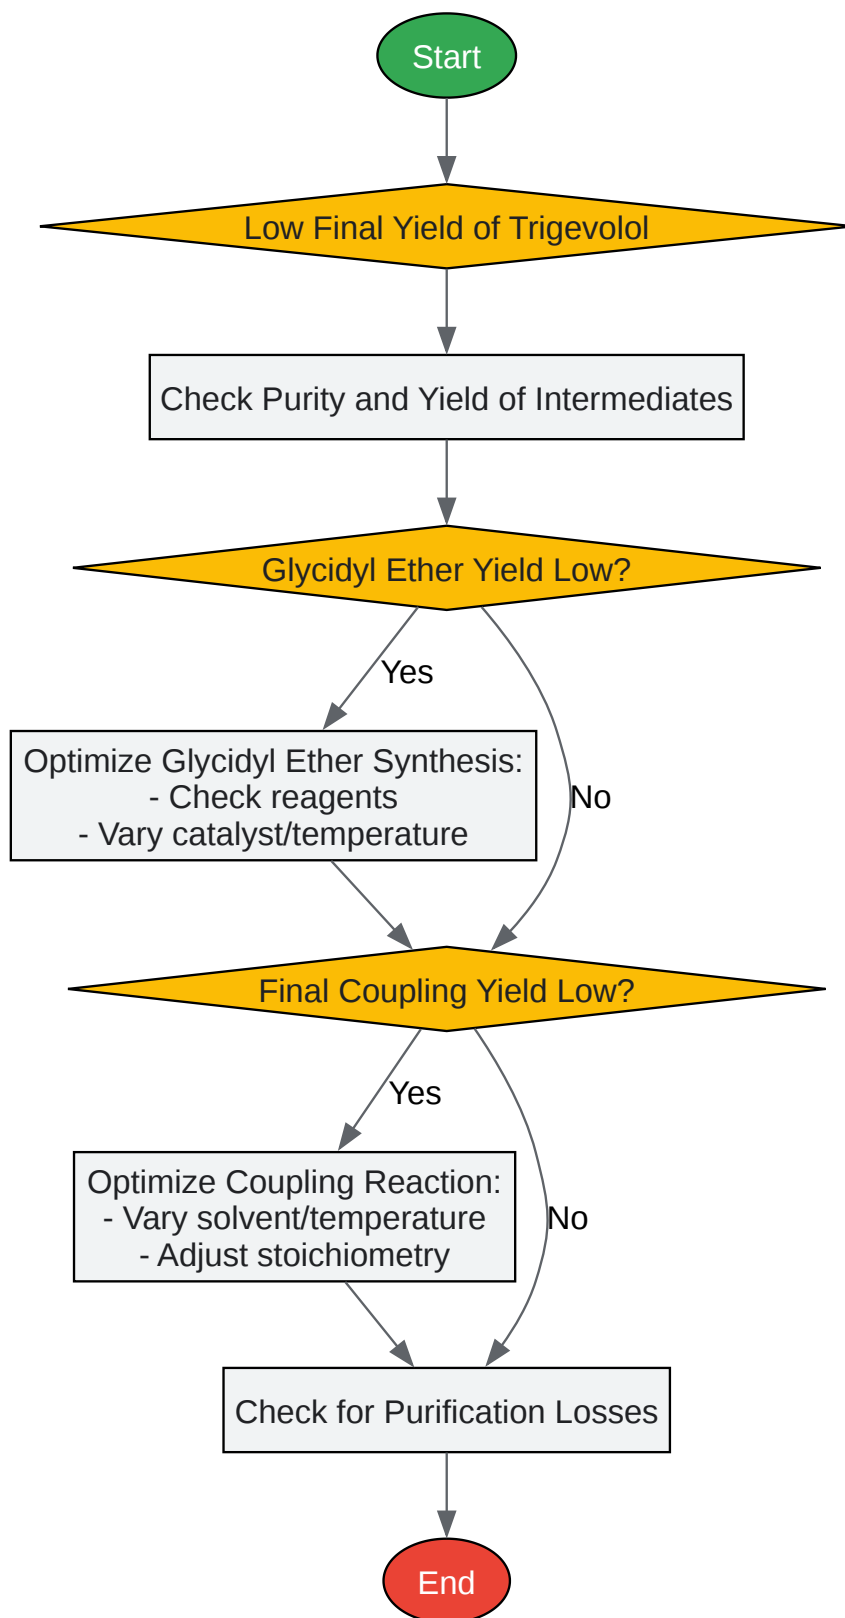 Start
Low Final Yield of Trigevolol
Check Purity and Yield of Intermediates
Glycidyl Ether Yield Low?
Yes
Optimize Glycidyl Ether Synthesis:
- Check reagents
- Vary catalyst/temperature
No
Final Coupling Yield Low?
Yes
Optimize Coupling Reaction:
- Vary solvent/temperature
- Adjust stoichiometry
No
Check for Purification Losses
End